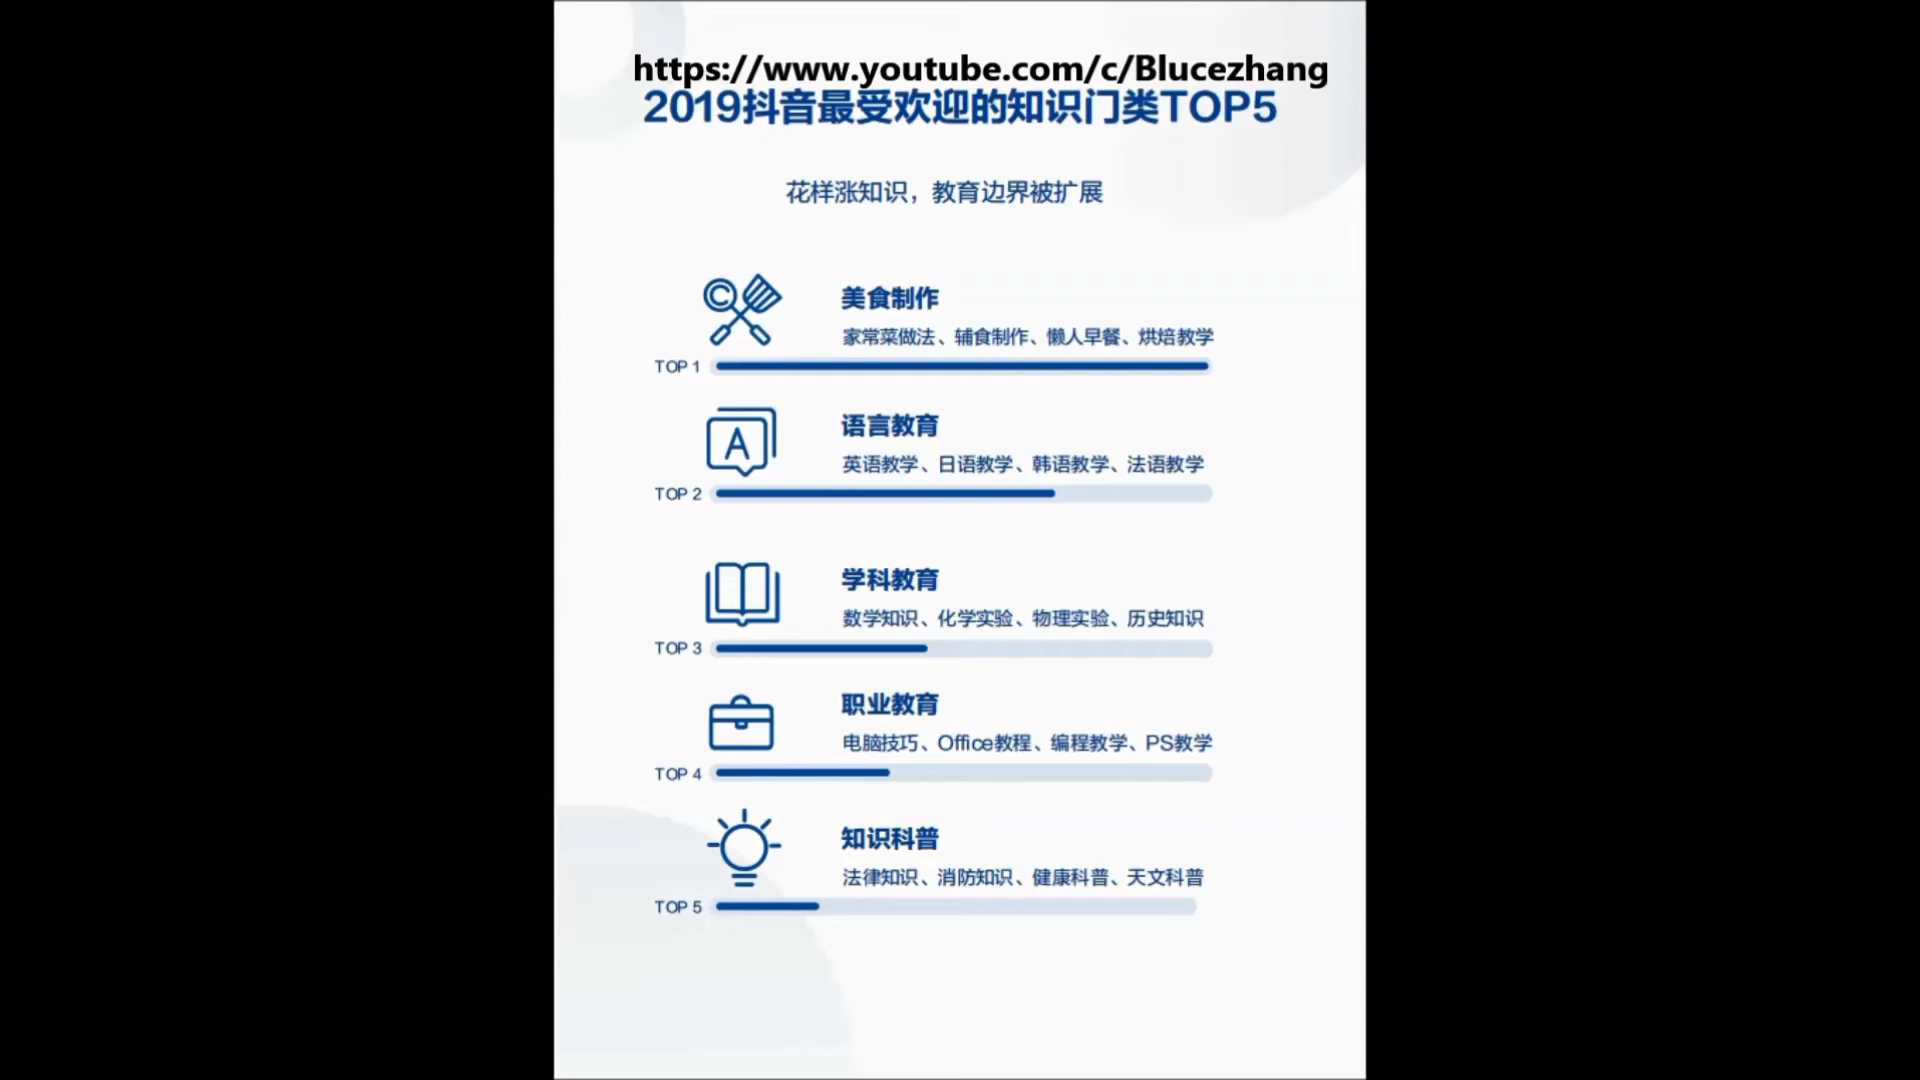 https://www.youtube.com/c/Blucezhang
2019抖音最受欢迎的知识门类TOP5
花样涨知识，教育边界被扩展
美食制作
家常菜做法、辅食制作、懒人早餐、烘焙教学
TOP 1
语言教育
英语教学、日语教学、韩语教学、法语教学
TOP 2
学科教育
数学知识、化学实验、物理实验、历史知识
TOP 3
职业教育
电脑技巧、Office教程、编程教学、PS教学
TOP 4
知识科普
法律知识、消防知识、健康科普、天文科普
TOP 5